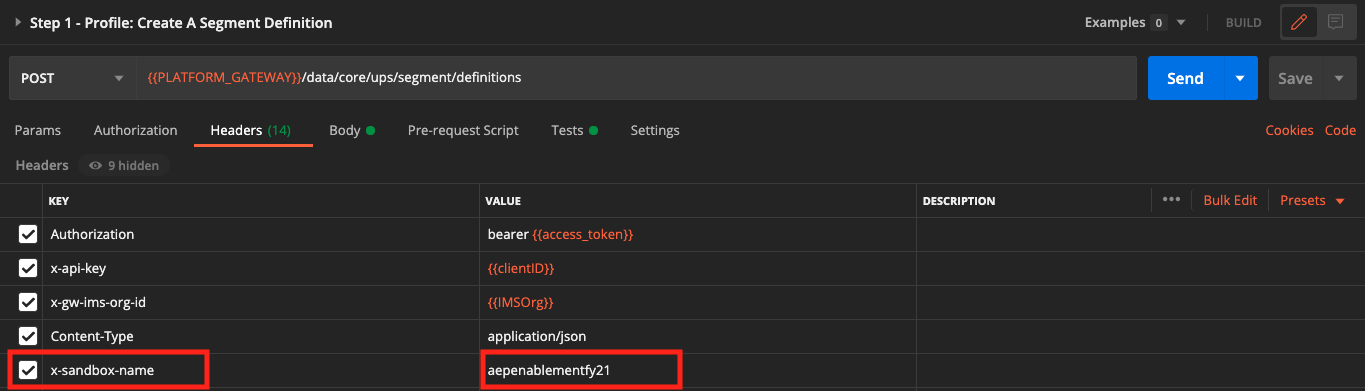 Step 1 - Profile: Create A Segment Definition Examples 0 BUILD
POST {{PLATFORM_GATEWAY}}/data/core/ups/segment/definitions Send Save
Params Authorization Headers (14) Body Pre-request Script Tests Settings Cookies Code
Headers 9 hidden
KEY VALUE DESCRIPTION ••• Bulk Edit Presets
Authorization bearer {{access_token}}
x-api-key {{clientID}}
x-gw-ims-org-id {{IMSOrg}}
Content-Type application/json
x-sandbox-name aepenablementfy21